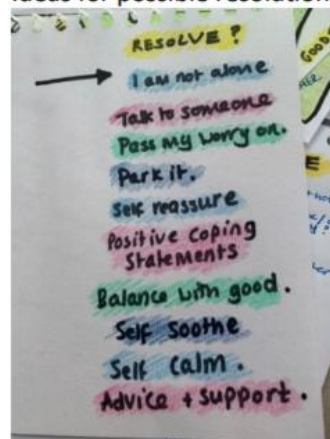 Ideas for possible resolution
RESOLVE?
I am not alone
Talk to someone
Pass my worry on.
Park it.
Self reassure
Positive Coping
Statements
Balance with good.
Self Soothe
Self Calm.
Advice + support.
GOOD